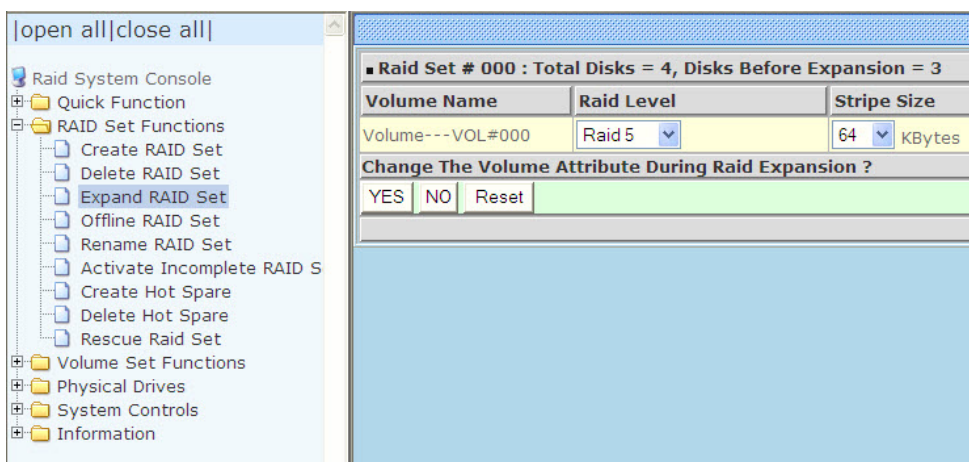 |open all|close all|
Raid System Console
Quick Function
RAID Set Functions
Create RAID Set
Delete RAID Set
Expand RAID Set
Offline RAID Set
Rename RAID Set
Activate Incomplete RAID S
Create Hot Spare
Delete Hot Spare
Rescue Raid Set
Volume Set Functions
Physical Drives
System Controls
Information
Raid Set # 000 : Total Disks = 4, Disks Before Expansion = 3
Volume Name Raid Level Stripe Size
Volume---VOL#000 Raid 5 64 KBytes
Change The Volume Attribute During Raid Expansion ?
YES NO Reset